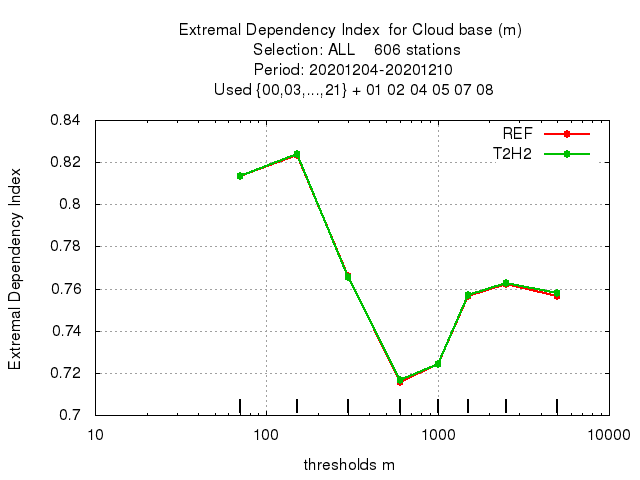 Extremal Dependency Index  for Cloud base (m)
Selection: ALL    606 stations
Period: 20201204-20201210
Used {00,03,...,21} + 01 02 04 05 07 08
REF
T2H2
Extremal Dependency Index
0.84
0.82
0.8
0.78
0.76
0.74
0.72
0.7
10 100 1000 10000
thresholds m